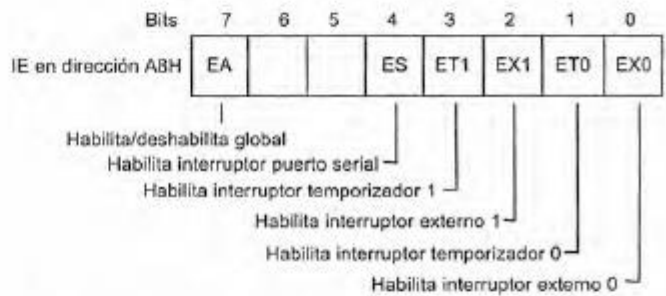 Bits 7 6 5 4 3 2 1 0
IE en dirección A8H EA ES ET1 EX1 ET0 EX0
Habilita/deshabilita global
Habilita interruptor puerto serial
Habilita interruptor temporizador 1
Habilita interruptor externo 1
Habilita interruptor temporizador 0
Habilita interruptor externo 0